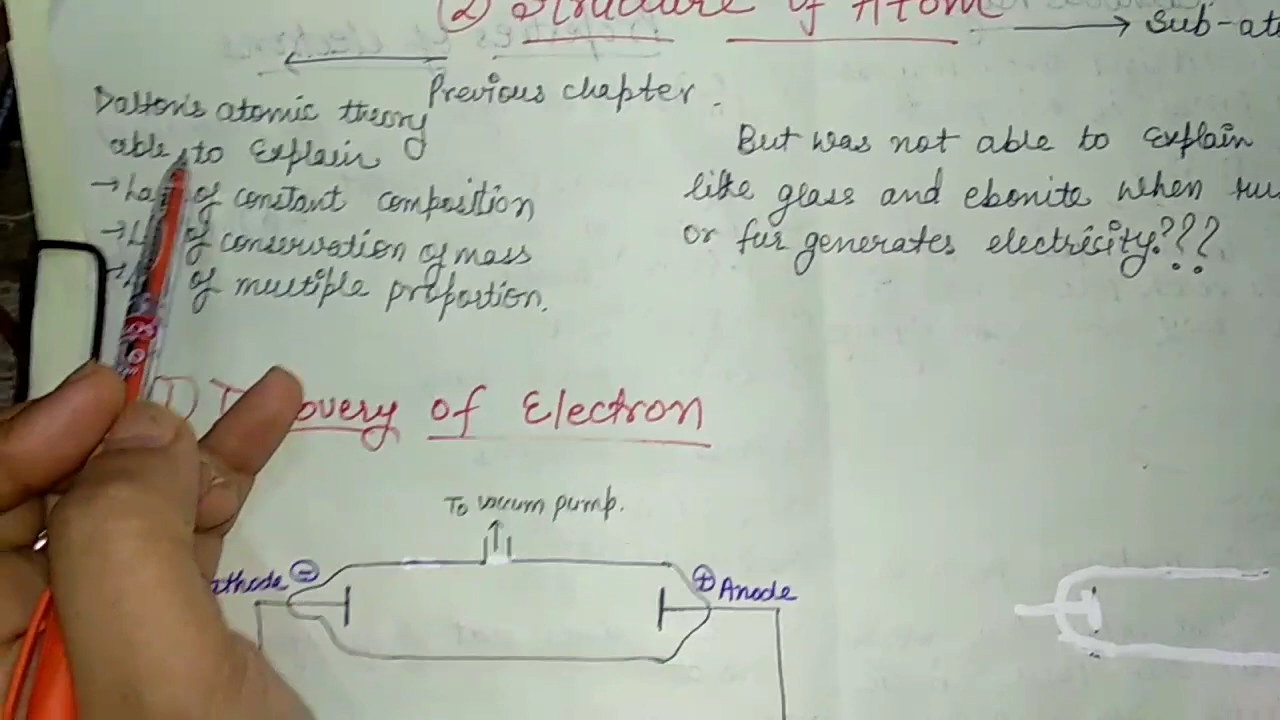 (2) Structure of Atom
→ Sub-at
Previous chapter.
Dalton's atomic theory
able to Explain
→ of constant composition
→ of conservation of mass
of multiple proportion.
But was not able to Explain
like glass and ebonite when
or fur generates electricity???
of Electron
To vacuum pump.
⊖
⊕ Anode